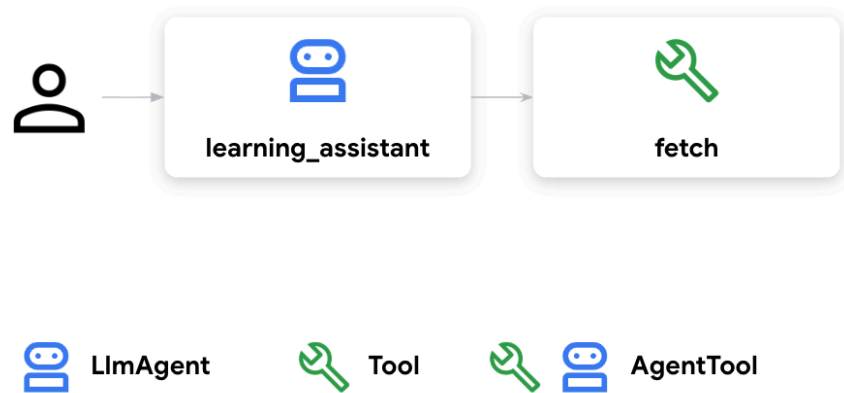 learning_assistant
fetch
LlmAgent
Tool
AgentTool